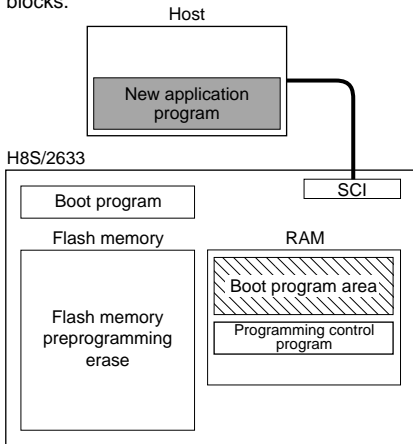 blocks.
Host
New application
program
H8S/2633
SCI
Boot program
Flash memory
RAM
Boot program area
Flash memory
preprogramming
erase
Programming control
program